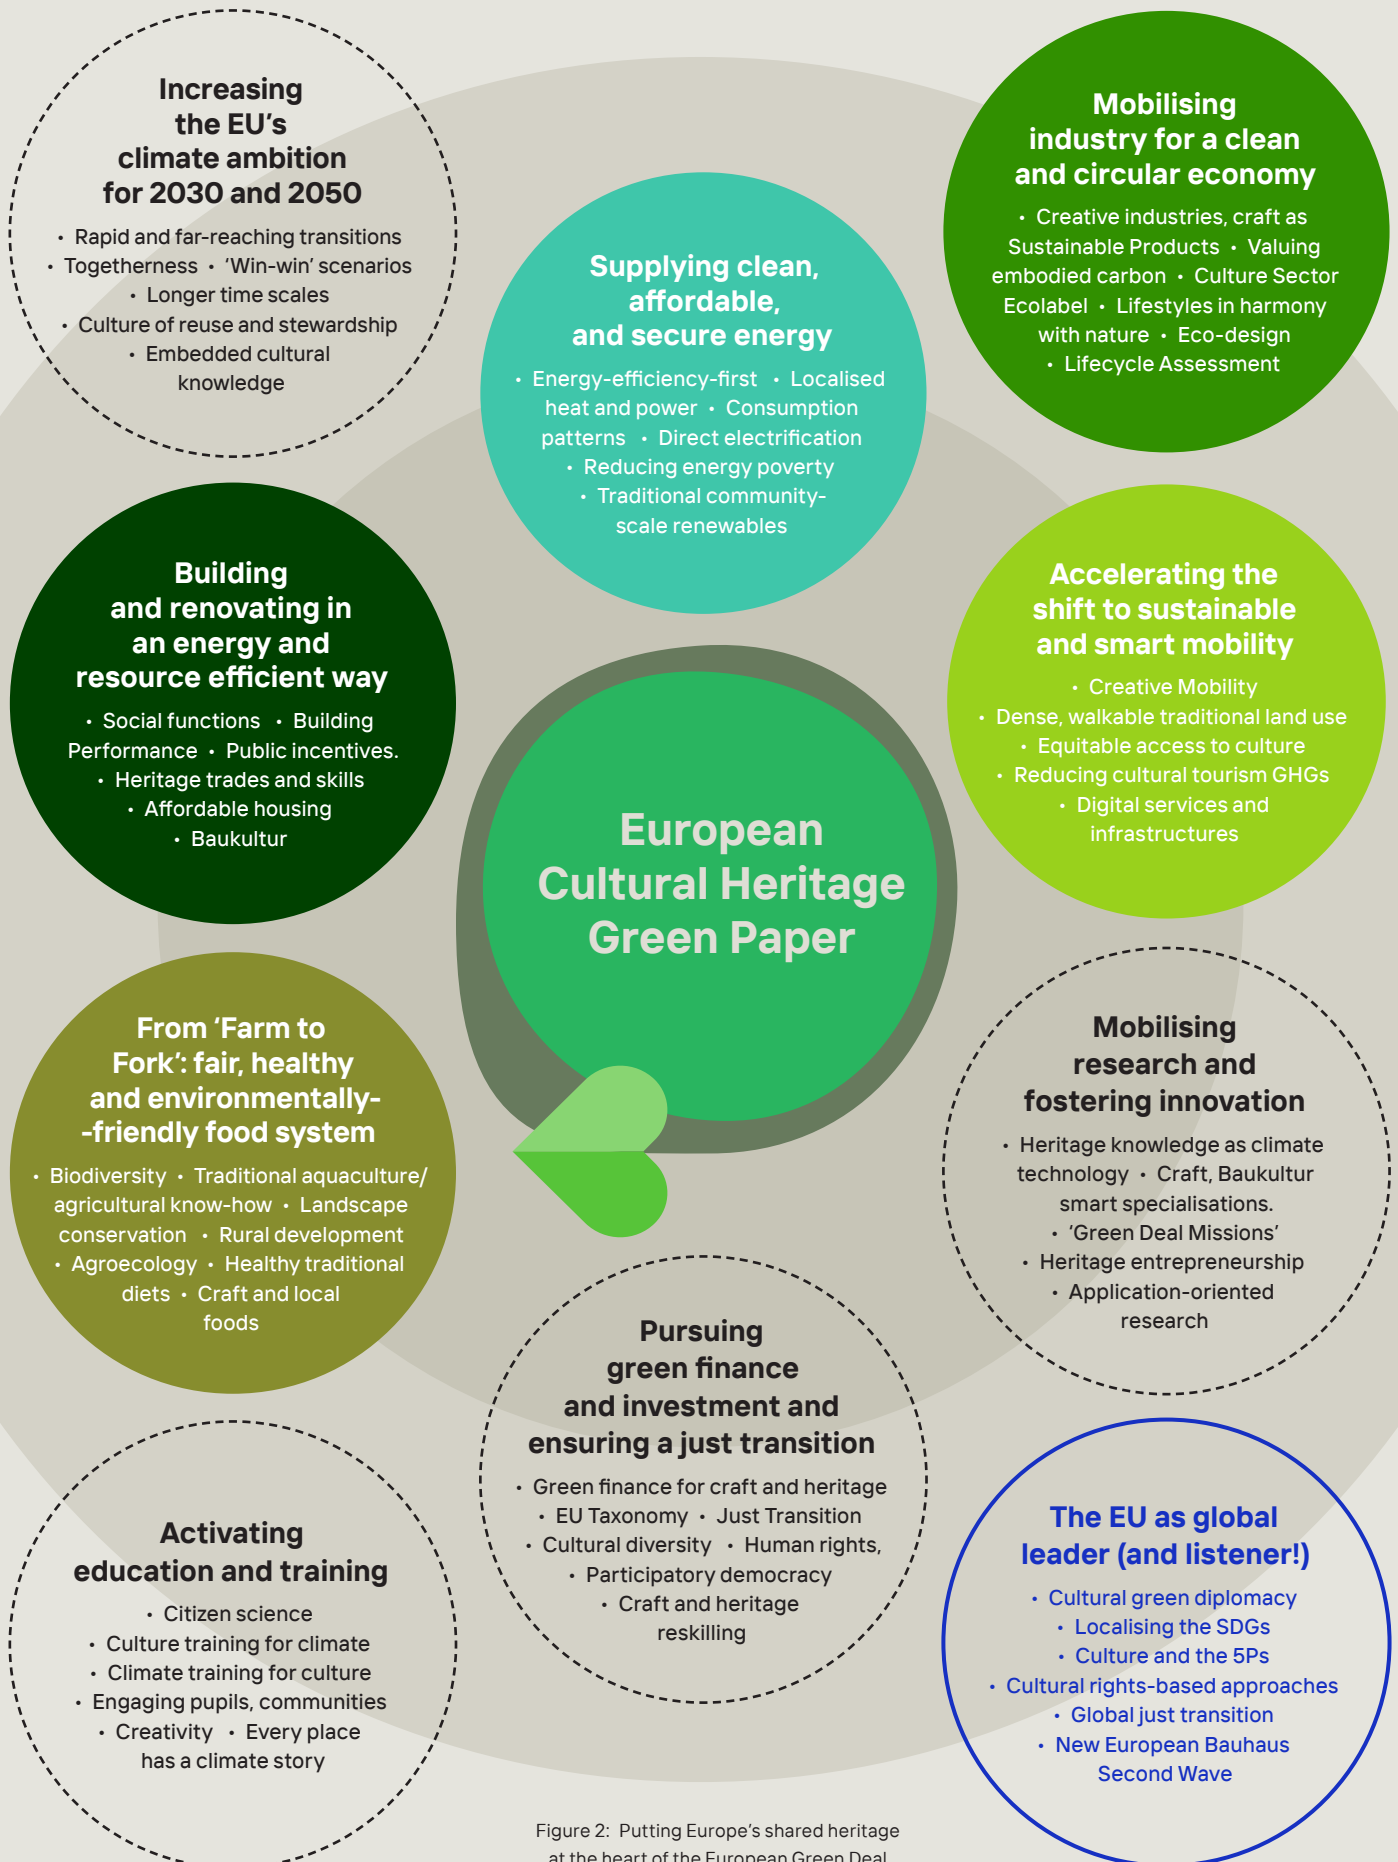 Increasing
the EU's
climate ambition
for 2030 and 2050
• Rapid and far-reaching transitions
• Togetherness • 'Win-win' scenarios
• Longer time scales
• Culture of reuse and stewardship
• Embedded cultural
knowledge
Supplying clean,
affordable,
and secure energy
• Energy-efficiency-first • Localised
heat and power • Consumption
patterns • Direct electrification
• Reducing energy poverty
• Traditional community-
scale renewables
Mobilising
industry for a clean
and circular economy
• Creative industries, craft as
Sustainable Products • Valuing
embodied carbon • Culture Sector
Ecolabel • Lifestyles in harmony
with nature • Eco-design
• Lifecycle Assessment
Building
and renovating in
an energy and
resource efficient way
• Social functions • Building
Performance • Public incentives.
• Heritage trades and skills
• Affordable housing
• Baukultur
Accelerating the
shift to sustainable
and smart mobility
• Creative Mobility
• Dense, walkable traditional land use
• Equitable access to culture
• Reducing cultural tourism GHGs
• Digital services and
infrastructures
European
Cultural Heritage
Green Paper
From 'Farm to
Fork': fair, healthy
and environmentally-
-friendly food system
• Biodiversity • Traditional aquaculture/
agricultural know-how • Landscape
conservation • Rural development
• Agroecology • Healthy traditional
diets • Craft and local
foods
Mobilising
research and
fostering innovation
• Heritage knowledge as climate
technology • Craft, Baukultur
smart specialisations.
• 'Green Deal Missions'
• Heritage entrepreneurship
• Application-oriented
research
Pursuing
green finance
and investment and
ensuring a just transition
• Green finance for craft and heritage
• EU Taxonomy • Just Transition
• Cultural diversity • Human rights,
• Participatory democracy
• Craft and heritage
reskilling
Activating
education and training
• Citizen science
• Culture training for climate
• Climate training for culture
• Engaging pupils, communities
• Creativity • Every place
has a climate story
The EU as global
leader (and listener!)
• Cultural green diplomacy
• Localising the SDGs
• Culture and the 5Ps
• Cultural rights-based approaches
• Global just transition
• New European Bauhaus
Second Wave
Figure 2: Putting Europe's shared heritage
at the heart of the European Green Deal